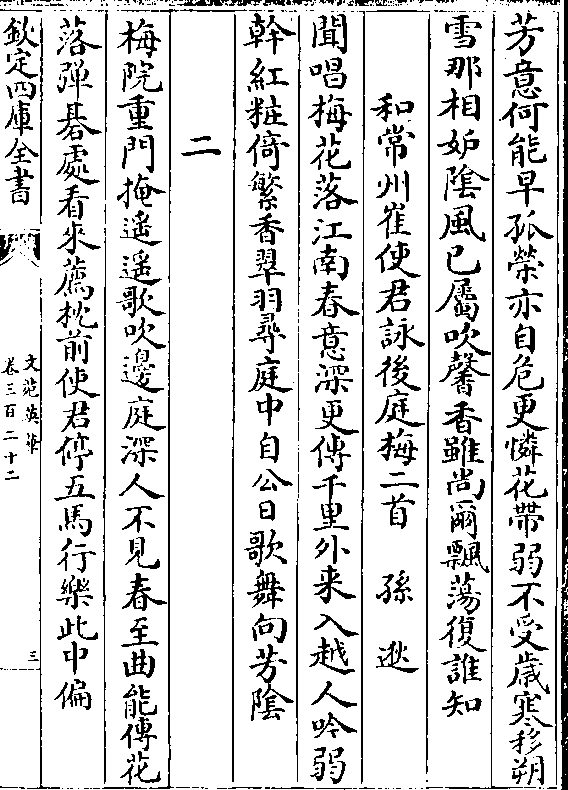 芳意何能早孤榮亦自危更憐花帶弱不受歲寒移朔
雪那相妒陰風已屬吹馨香雖尚爾飄蕩復誰知
和常州崔使君詠後庭梅二首　孫逖
聞唱梅花落江南春意深更傳千里外来入越人吟弱
幹紅粧倚繁香翠羽尋庭中自公日歌舞向芳陰
二
梅院重門掩遥遥歌吹邊庭深人不見春至曲能傳花
落彈碁處看來薦枕前使君停五馬行樂此中偏
欽定四庫全書
文苑英華
卷三百二十二
三